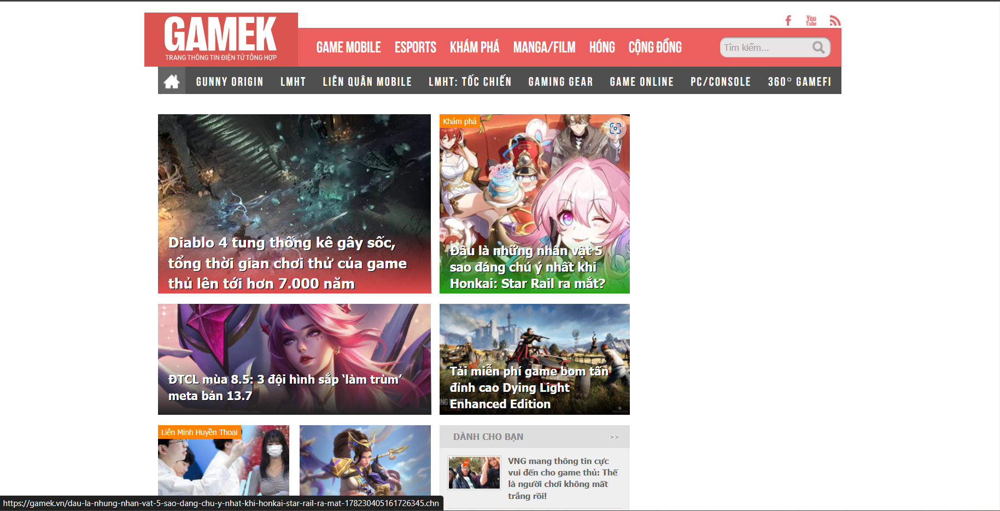 GAMEK
TRANG THÔNG TIN ĐIỆN TỬ TỔNG HỢP
You
Tube
GAME MOBILE ESPORTS KHÁM PHÁ MANGA/FILM HÓNG CỘNG ĐỒNG
Tìm kiếm...
GUNNY ORIGIN LMHT LIÊN QUÂN MOBILE LMHT: TỐC CHIẾN GAMING GEAR GAME ONLINE PC/CONSOLE 360° GAMEFI
Diablo 4 tung thống kê gây sốc,
tổng thời gian chơi thử của game
thủ lên tới hơn 7.000 năm
Khám phá
2023
Đâu là những nhân vật 5
sao đáng chú ý nhất khi
Honkai: Star Rail ra mắt?
ĐTCL mùa 8.5: 3 đội hình sắp ‘làm trùm’
meta bản 13.7
Tải miễn phí game bom tấn
đỉnh cao Dying Light
Enhanced Edition
Liên Minh Huyền Thoại
DÀNH CHO BẠN >>
VNG mang thông tin cực
vui đến cho game thủ: Thế
là người chơi không mất
trắng rồi!
https://gamek.vn/dau-la-nhung-nhan-vat-5-sao-dang-chu-y-nhat-khi-honkai-star-rail-ra-mat-178230405161726345.chn